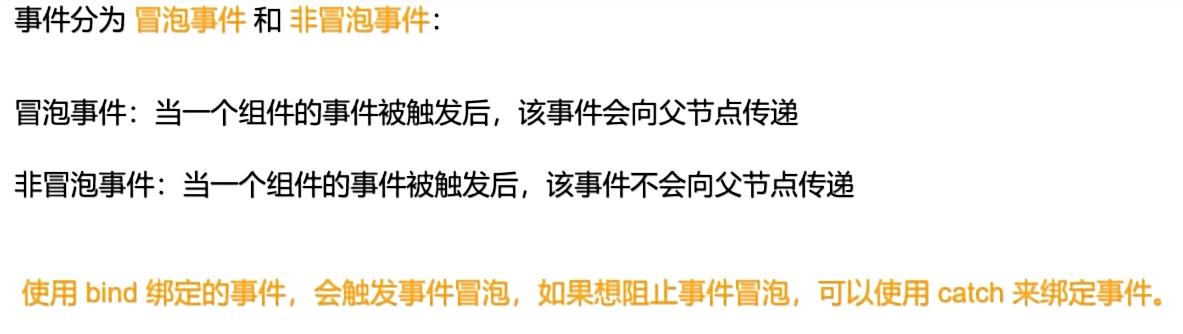 事件分为 冒泡事件 和 非冒泡事件：
冒泡事件：当一个组件的事件被触发后，该事件会向父节点传递
非冒泡事件：当一个组件的事件被触发后，该事件不会向父节点传递
使用 bind 绑定的事件，会触发事件冒泡，如果想阻止事件冒泡，可以使用 catch 来绑定事件。